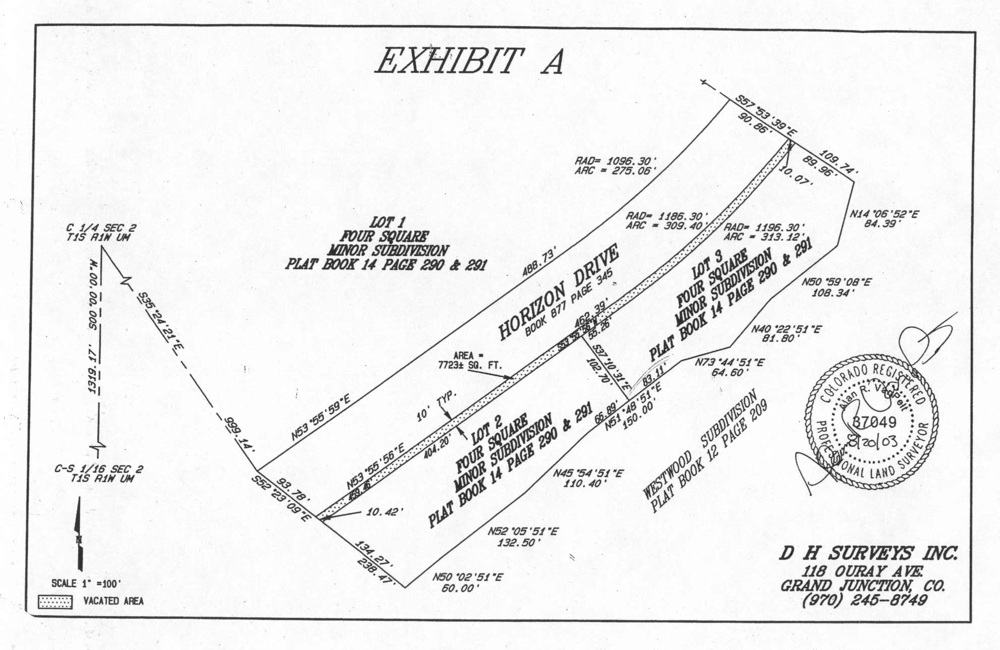 EXHIBIT A
S57°53'39"E
90.86'
109.74'
89.96'
10.07'
RAD= 1096.30'
ARC = 275.06'
N14°06'52"E
84.39'
RAD= 1186.30'
ARC = 309.40'
RAD= 1196.30'
ARC = 313.12'
C 1/4 SEC 2
T1S R1W UM
LOT 1
FOUR SQUARE
MINOR SUBDIVISION
PLAT BOOK 14 PAGE 290 & 291
488.73'
HORIZON DRIVE
BOOK 877 PAGE 345
LOT 3
FOUR SQUARE
MINOR SUBDIVISION
PLAT BOOK 14 PAGE 290 & 291
N50°59'08"E
108.34'
S00°00'00"W
1319.17'
S35°24'21"E
999.14'
462.39'
S53°55'56"W
55.26'
N40°22'51"E
81.80'
S37°10'31"E
102.70'
AREA =
7723± SQ. FT.
N73°44'51"E
64.60'
83.11'
N53°55'59"E
10' TYP.
66.89'
N51°48'51"E
150.00'
WESTWOOD SUBDIVISION
PLAT BOOK 12 PAGE 209
COLORADO REGISTERED
Alan R. VanPelt
37049
8/20/03
PROFESSIONAL LAND SURVEYOR
LOT 2
FOUR SQUARE
MINOR SUBDIVISION
PLAT BOOK 14 PAGE 290 & 291
N53°55'56"E
404.20'
459.46'
C-S 1/16 SEC 2
T1S R1W UM
93.78'
S52°23'09"E
10.42'
N45°54'51"E
110.40'
N52°05'51"E
132.50'
134.27'
238.47'
N50°02'51"E
60.00'
N
SCALE 1" =100'
VACATED AREA
D H SURVEYS INC.
118 OURAY AVE.
GRAND JUNCTION, CO.
(970) 245-8749